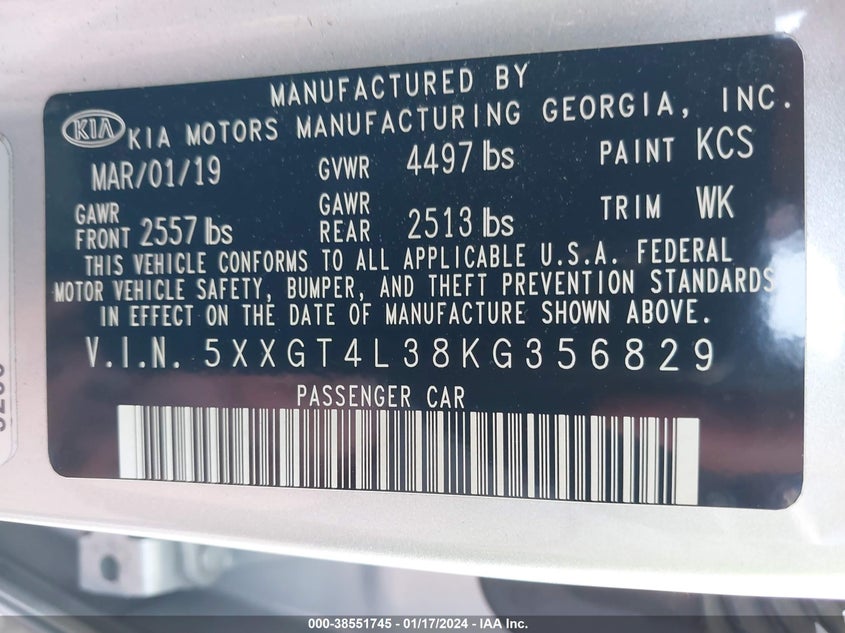 MANUFACTURED BY
KIA KIA MOTORS MANUFACTURING GEORGIA, INC.
MAR/01/19 GVWR 4497 lbs PAINT KCS
GAWR FRONT 2557 lbs GAWR REAR 2513 lbs TRIM WK
THIS VEHICLE CONFORMS TO ALL APPLICABLE U.S.A. FEDERAL
MOTOR VEHICLE SAFETY, BUMPER, AND THEFT PREVENTION STANDARDS
IN EFFECT ON THE DATE OF MANUFACTURE SHOWN ABOVE.
V.I.N. 5XXGT4L38KG356829
PASSENGER CAR
000-38551745 - 01/17/2024 - IAA Inc.